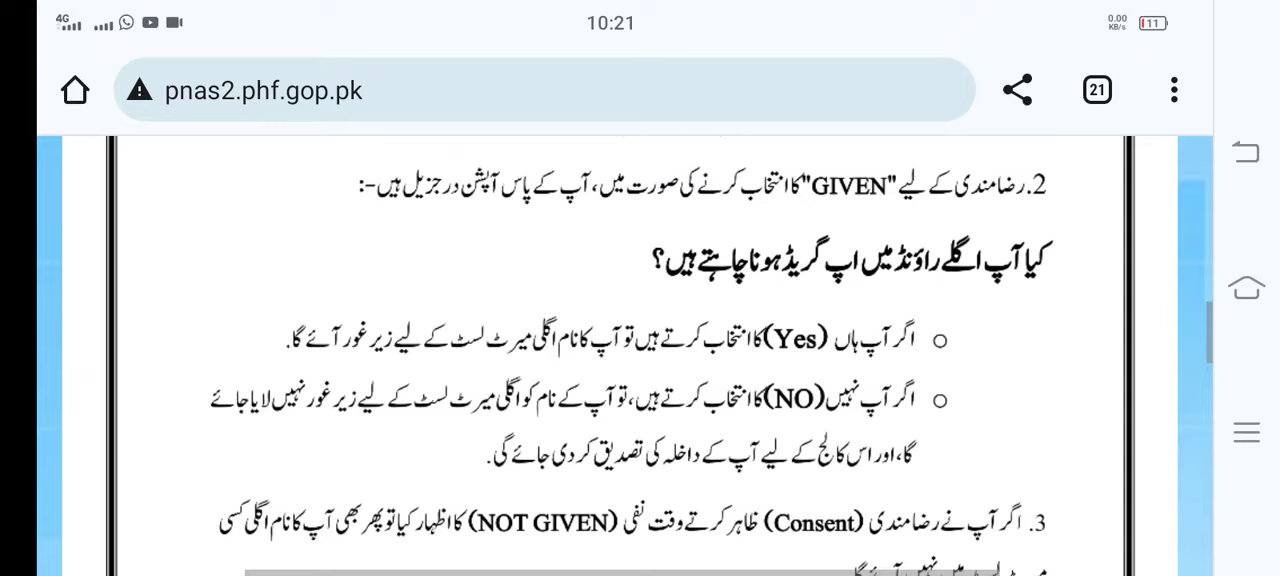 4G
10:21
0.00 KB/s
11
pnas2.phf.gop.pk
21
2. رضامندی کے لیے "GIVEN" کا انتخاب کرنے کی صورت میں، آپ کے پاس آپشن درجزیل ہیں-:
کیا آپ اگلے راؤنڈ میں اپ گریڈ ہونا چاہتے ہیں؟
○ اگر آپ ہاں (Yes) کا انتخاب کرتے ہیں تو آپ کا نام اگلی میرٹ لسٹ کے لیے زیر غور آئے گا.
○ اگر آپ نہیں (NO) کا انتخاب کرتے ہیں، تو آپ کے نام کو اگلی میرٹ لسٹ کے لیے زیر غور نہیں لایا جائے
گا، اور اس کالج کے لیے آپ کے داخلہ کی تصدیق کر دی جائے گی.
3. اگر آپ نے رضامندی (Consent) ظاہر کرتے وقت نفی (NOT GIVEN) کا اظہار کیا تو پھر بھی آپ کا نام اگلی کسی